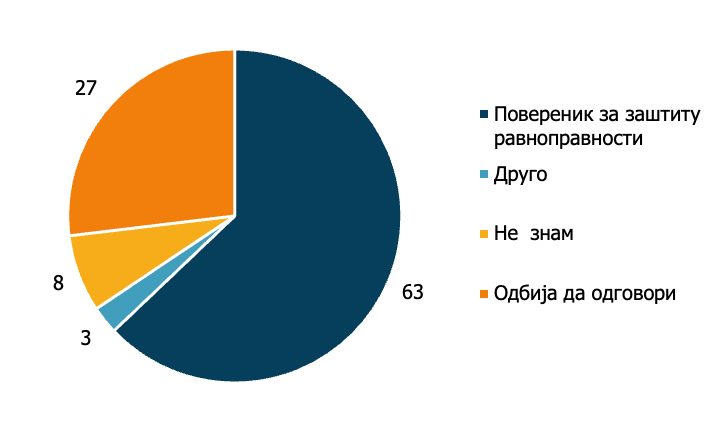 27
8
3
63
Повереник за заштиту
равноправности
Друго
Не знам
Одбија да одговори